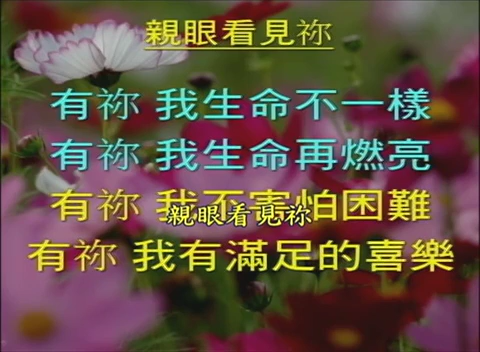 親眼看見祢
有祢 我生命不一樣
有祢 我生命再燃亮
有祢 我不害怕困難
親眼看見祢
有祢 我有滿足的喜樂